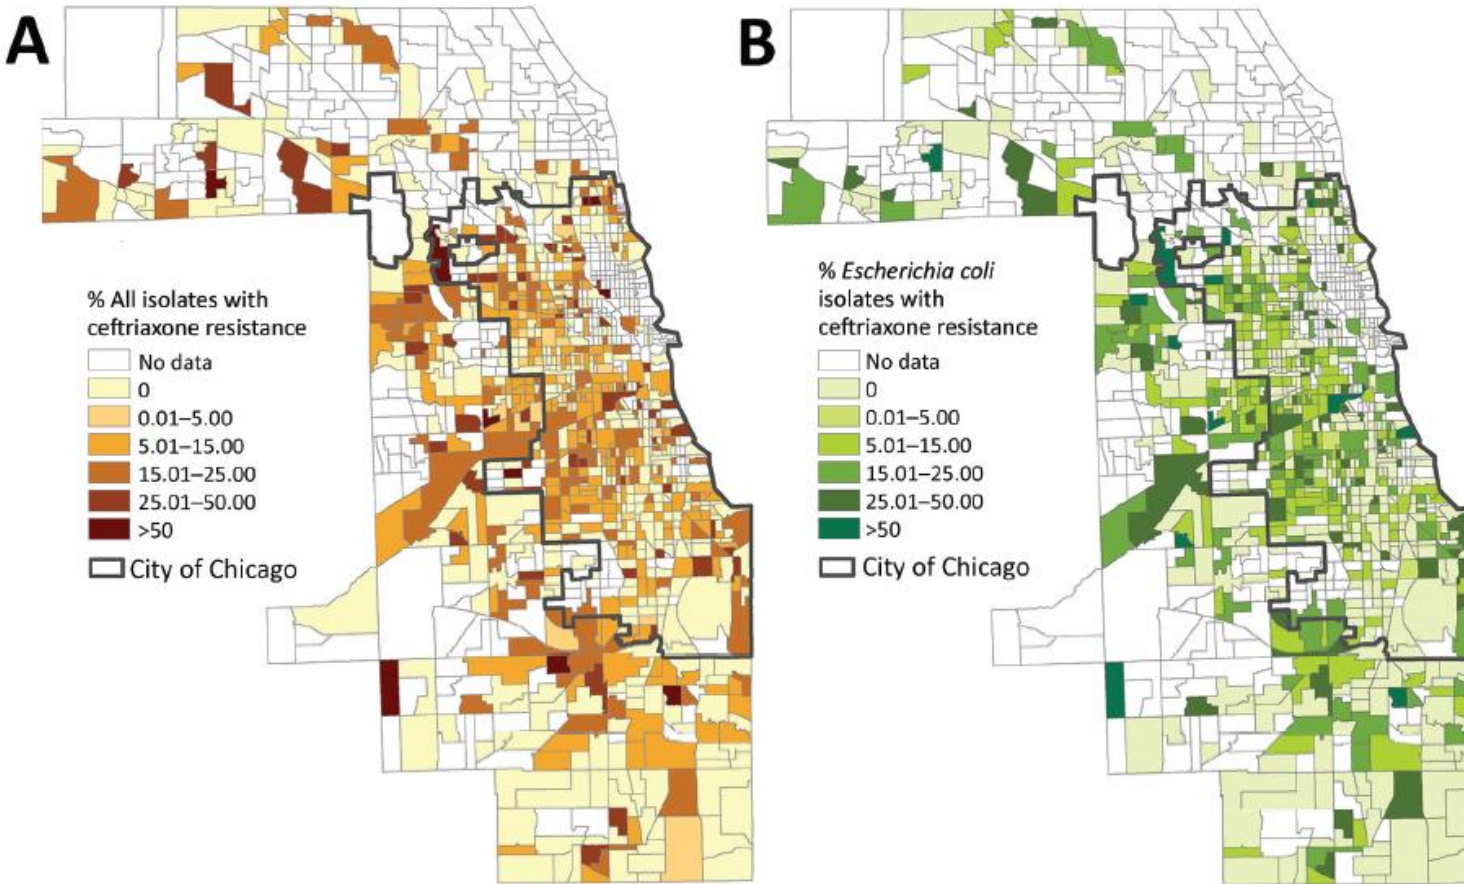 A
B
% All isolates with
ceftriaxone resistance
No data
0
0.01–5.00
5.01–15.00
15.01–25.00
25.01–50.00
>50
City of Chicago
% Escherichia coli
isolates with
ceftriaxone resistance
No data
0
0.01–5.00
5.01–15.00
15.01–25.00
25.01–50.00
>50
City of Chicago